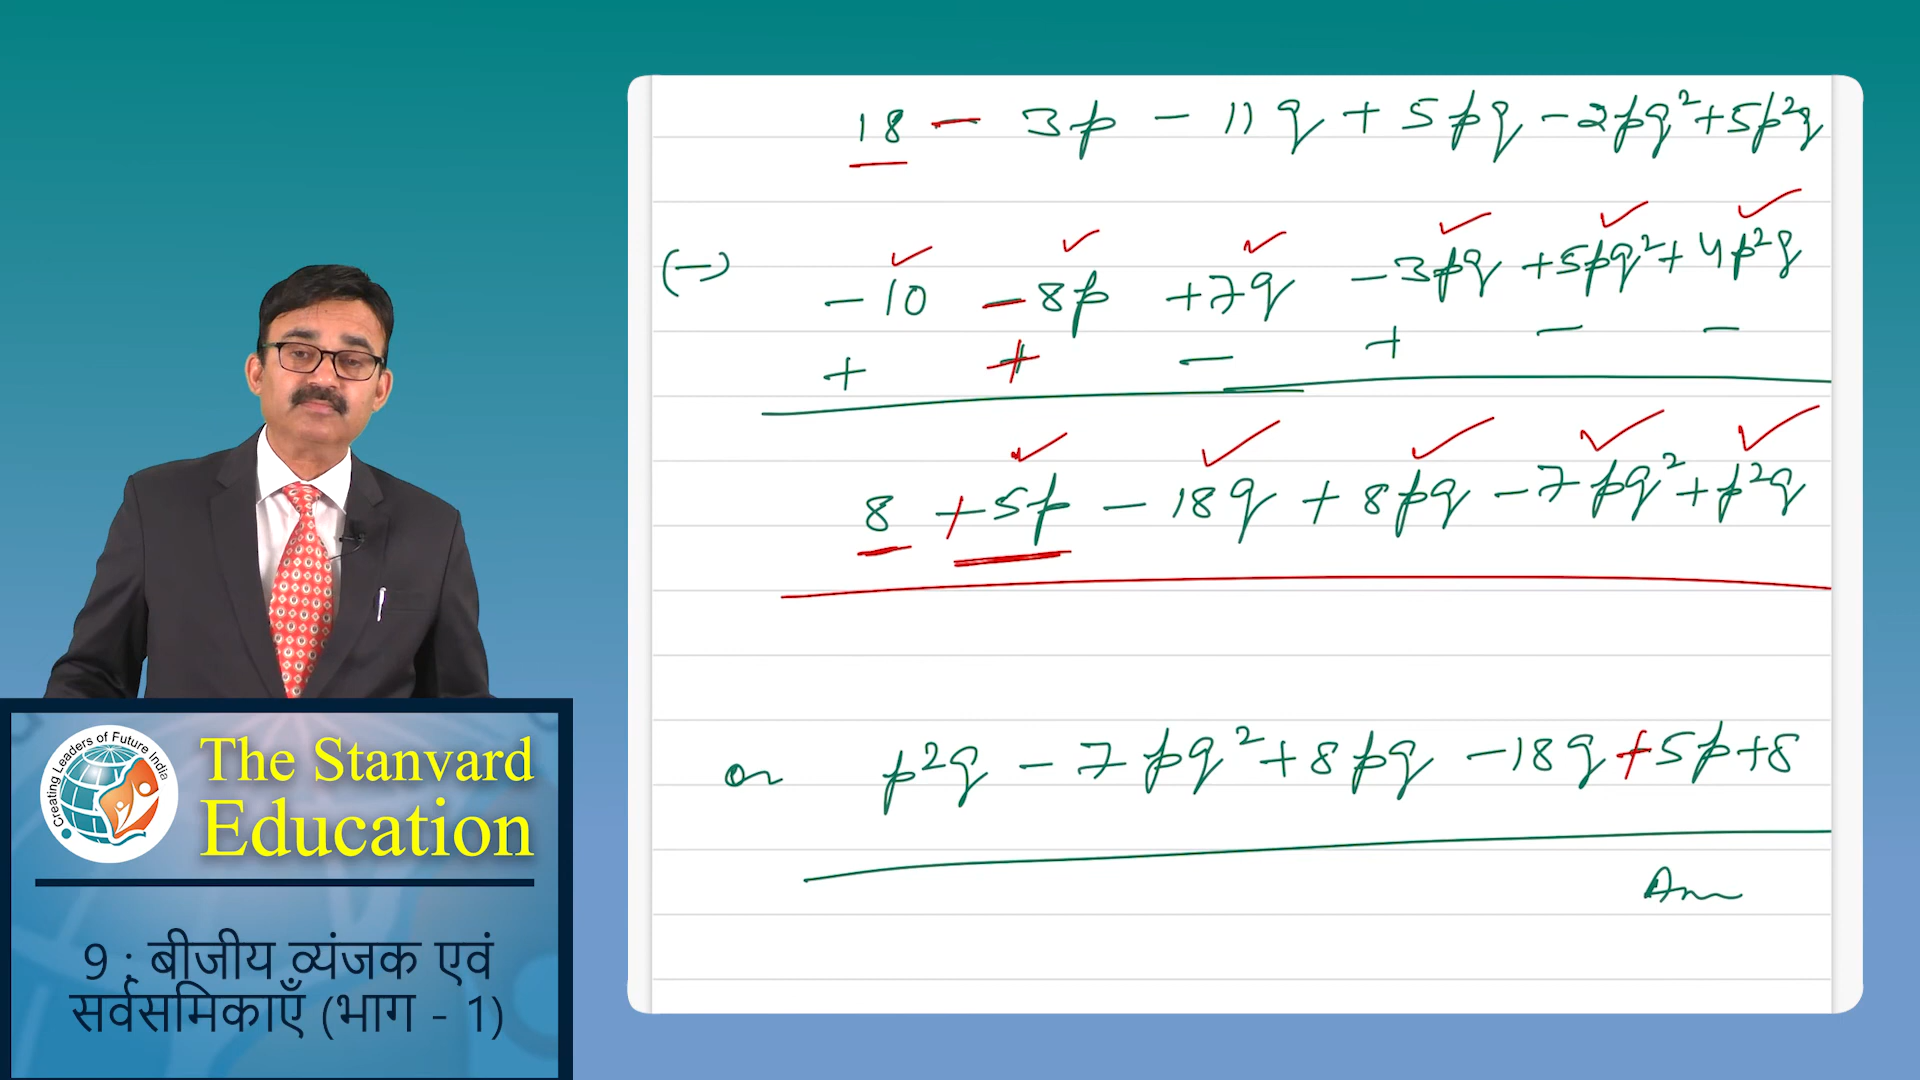 18 - 3p - 11q + 5pq - 2pq² + 5p²q
(-) - 10 - 8p + 7q - 3pq + 5pq² + 4p²q
+ + - + - -
8 + 5p - 18q + 8pq - 7pq² + p²q
or p²q - 7pq² + 8pq - 18q + 5p + 8
Ans
Creating Leaders of Future India
The Stanvard
Education
9 : बीजीय व्यंजक एवं
सर्वसमिकाएँ (भाग - 1)